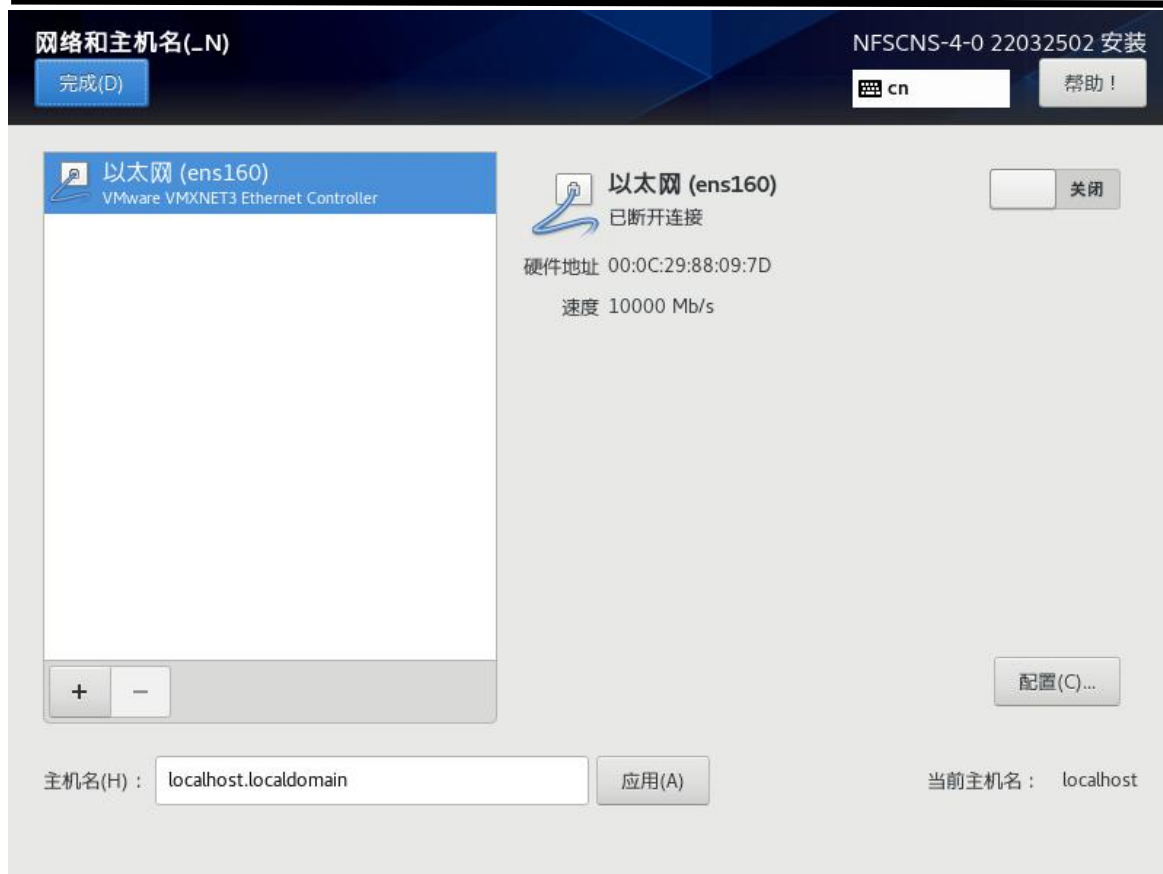 网络和主机名(_N)
NFSCNS-4-0 22032502 安装
完成(D)
cn
帮助！
以太网 (ens160)
VMware VMXNET3 Ethernet Controller
以太网 (ens160)
已断开连接
关闭
硬件地址 00:0C:29:88:09:7D
速度 10000 Mb/s
+ −
配置(C)...
主机名(H)： localhost.localdomain 应用(A) 当前主机名： localhost